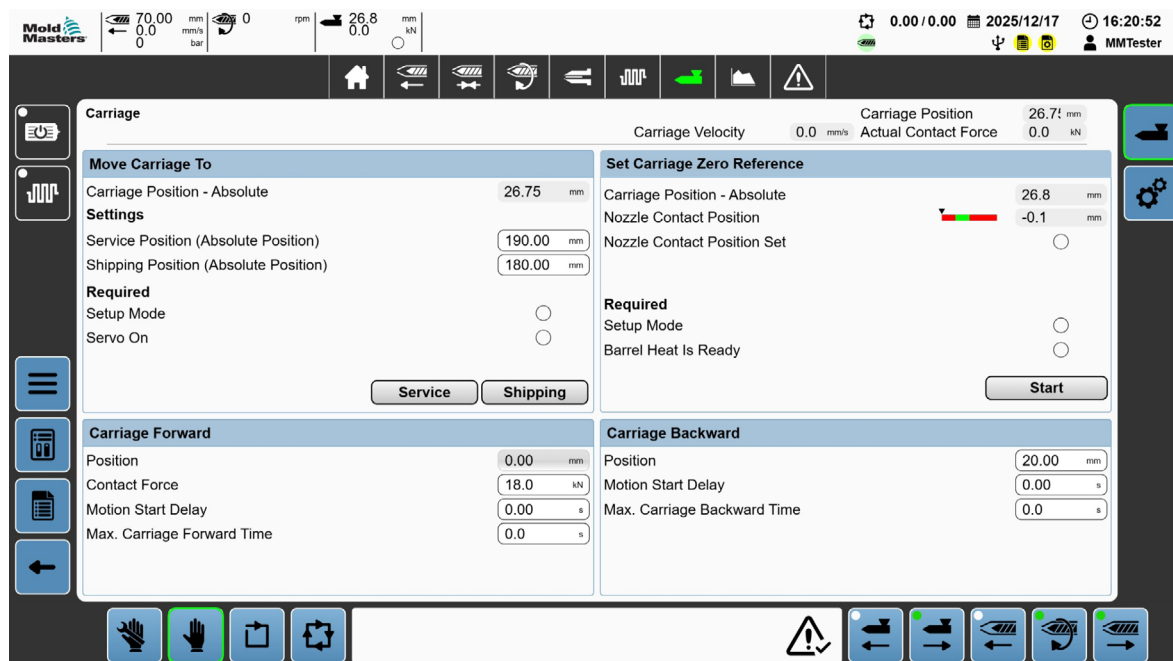 Mold
Masters
70.00 mm
0.0 mm/s
0 bar
0 rpm
26.8 mm
0.0 kN
0.00 / 0.00 2025/12/17 16:20:52
MMTester
Carriage
Carriage Position 26.75 mm
Carriage Velocity 0.0 mm/s Actual Contact Force 0.0 kN
Move Carriage To
Carriage Position - Absolute 26.75 mm
Settings
Service Position (Absolute Position) 190.00 mm
Shipping Position (Absolute Position) 180.00 mm
Required
Setup Mode
Servo On
Service Shipping
Set Carriage Zero Reference
Carriage Position - Absolute 26.8 mm
Nozzle Contact Position -0.1 mm
Nozzle Contact Position Set
Required
Setup Mode
Barrel Heat Is Ready
Start
Carriage Forward
Position 0.00 mm
Contact Force 18.0 kN
Motion Start Delay 0.00 s
Max. Carriage Forward Time 0.0 s
Carriage Backward
Position 20.00 mm
Motion Start Delay 0.00 s
Max. Carriage Backward Time 0.0 s